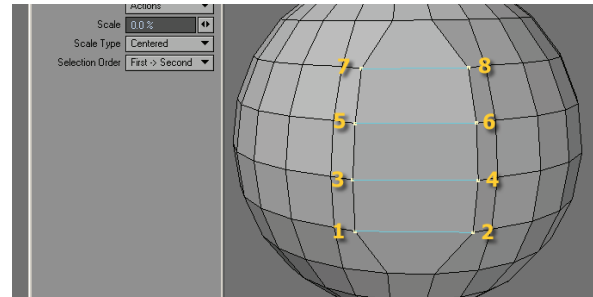 Actions
Scale 0.0 %
Scale Type Centered
Selection Order First -> Second
7 8
5 6
3 4
1 2